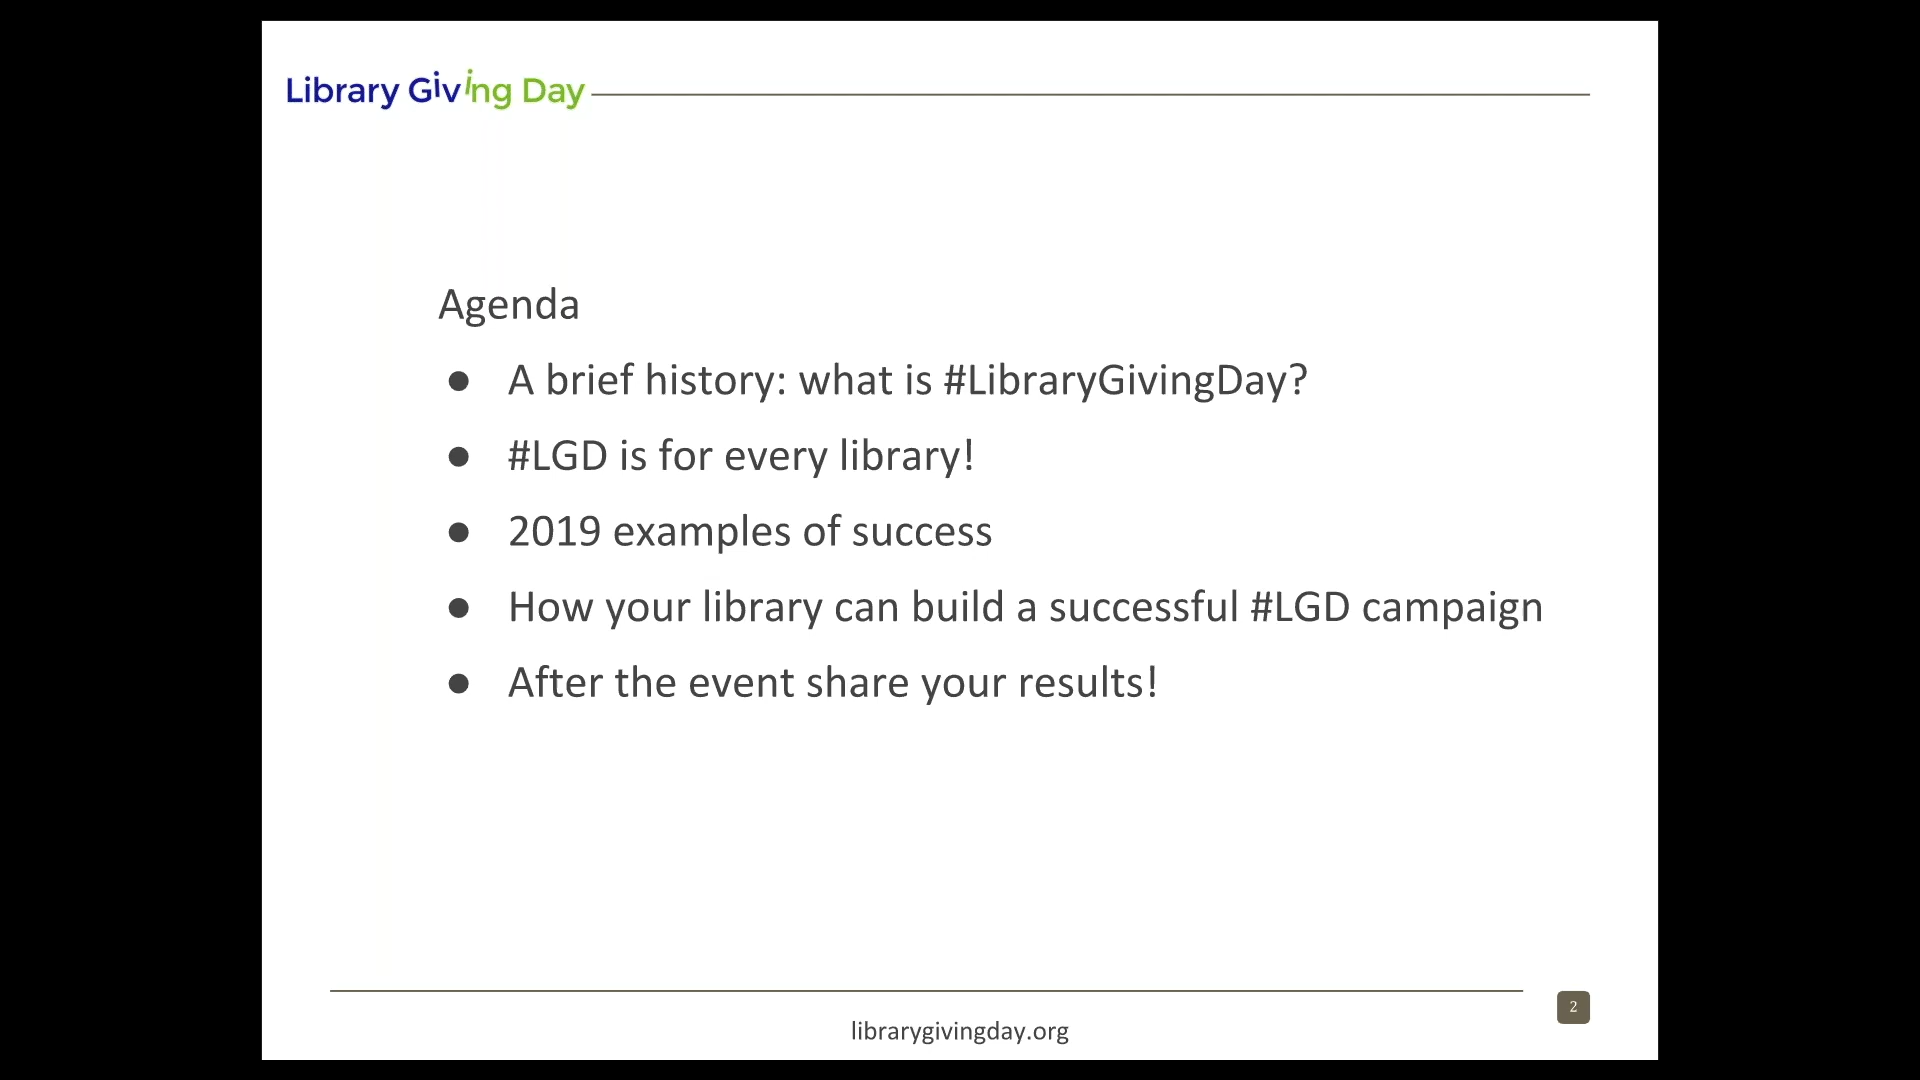 Library Giving Day
Agenda
● A brief history: what is #LibraryGivingDay?
● #LGD is for every library!
● 2019 examples of success
● How your library can build a successful #LGD campaign
● After the event share your results!
2
librarygivingday.org